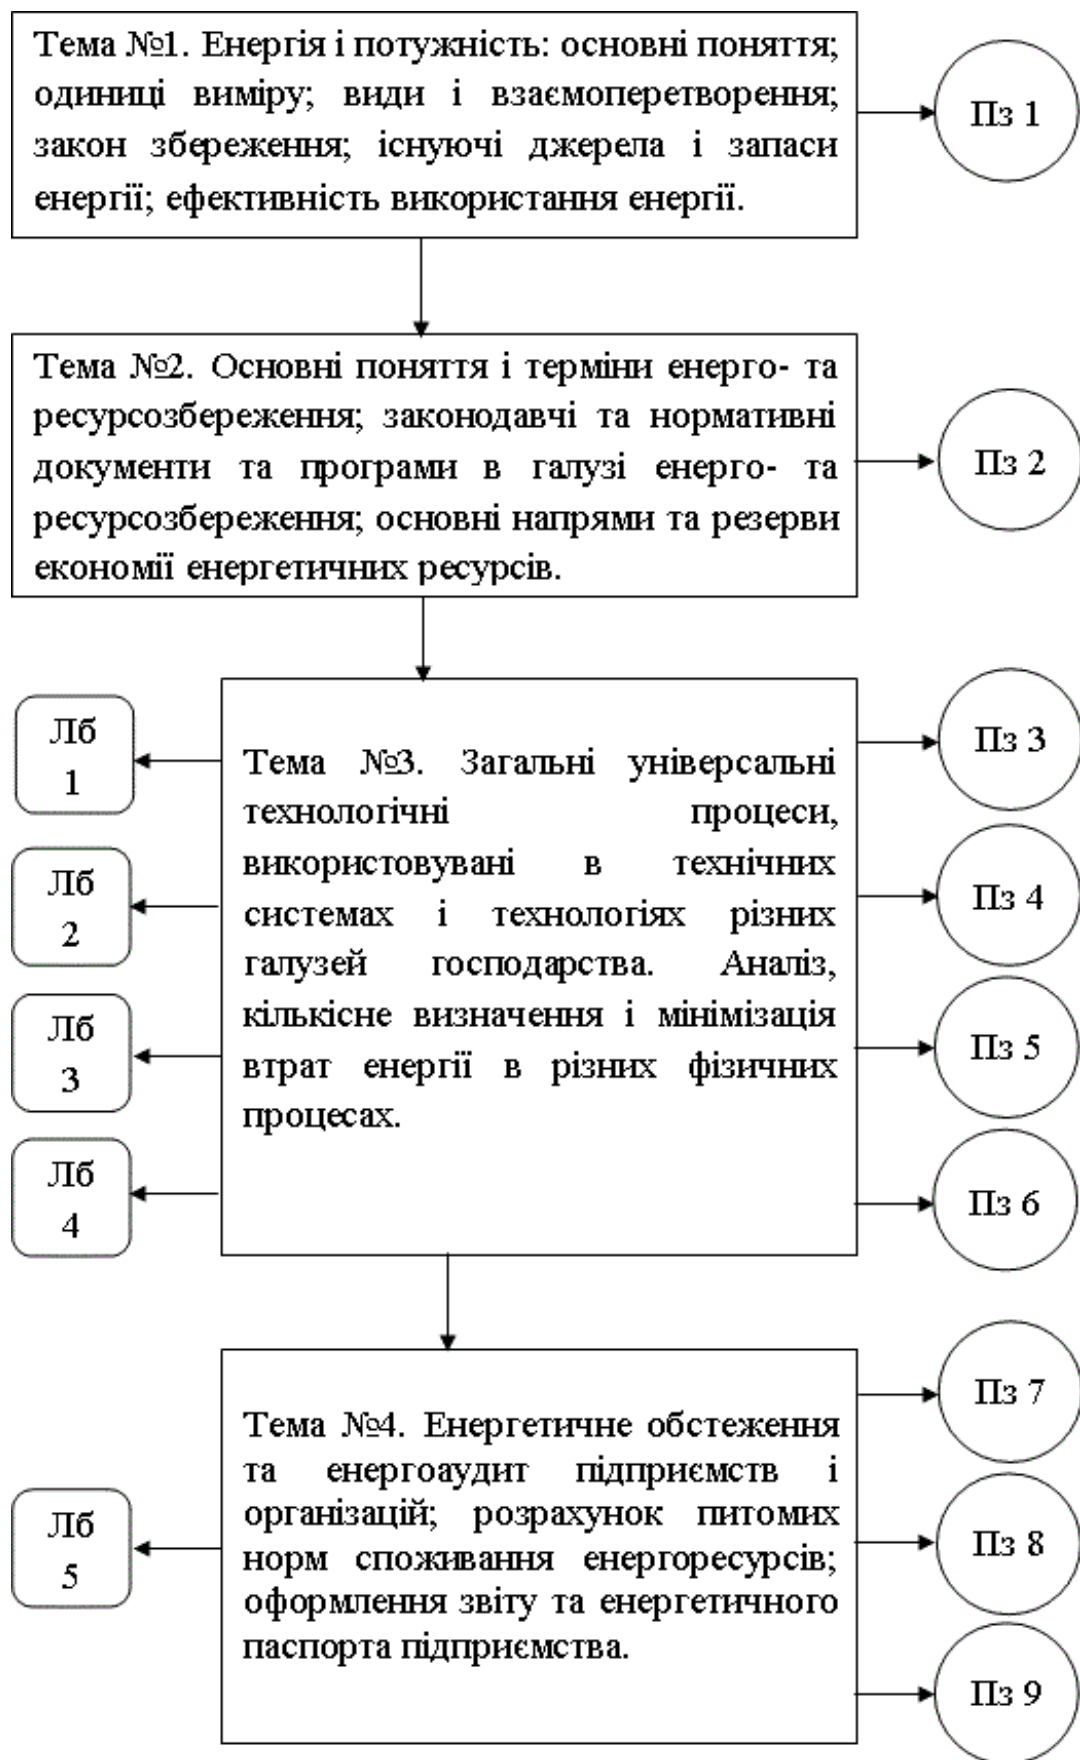 Тема №1. Енергія і потужність: основні поняття;
одиниці виміру; види і взаємоперетворення;
закон збереження; існуючі джерела і запаси
енергії; ефективність використання енергії.
Пз 1
Тема №2. Основні поняття і терміни енерго- та
ресурсозбереження; законодавчі та нормативні
документи та програми в галузі енерго- та
ресурсозбереження; основні напрями та резерви
економії енергетичних ресурсів.
Пз 2
Лб
1
Лб
2
Лб
3
Лб
4
Тема №3. Загальні універсальні
технологічні процеси,
використовувані в технічних
системах і технологіях різних
галузей господарства. Аналіз,
кількісне визначення і мінімізація
втрат енергії в різних фізичних
процесах.
Пз 3
Пз 4
Пз 5
Пз 6
Лб
5
Тема №4. Енергетичне обстеження
та енергоаудит підприємств і
організацій; розрахунок питомих
норм споживання енергоресурсів;
оформлення звіту та енергетичного
паспорта підприємства.
Пз 7
Пз 8
Пз 9